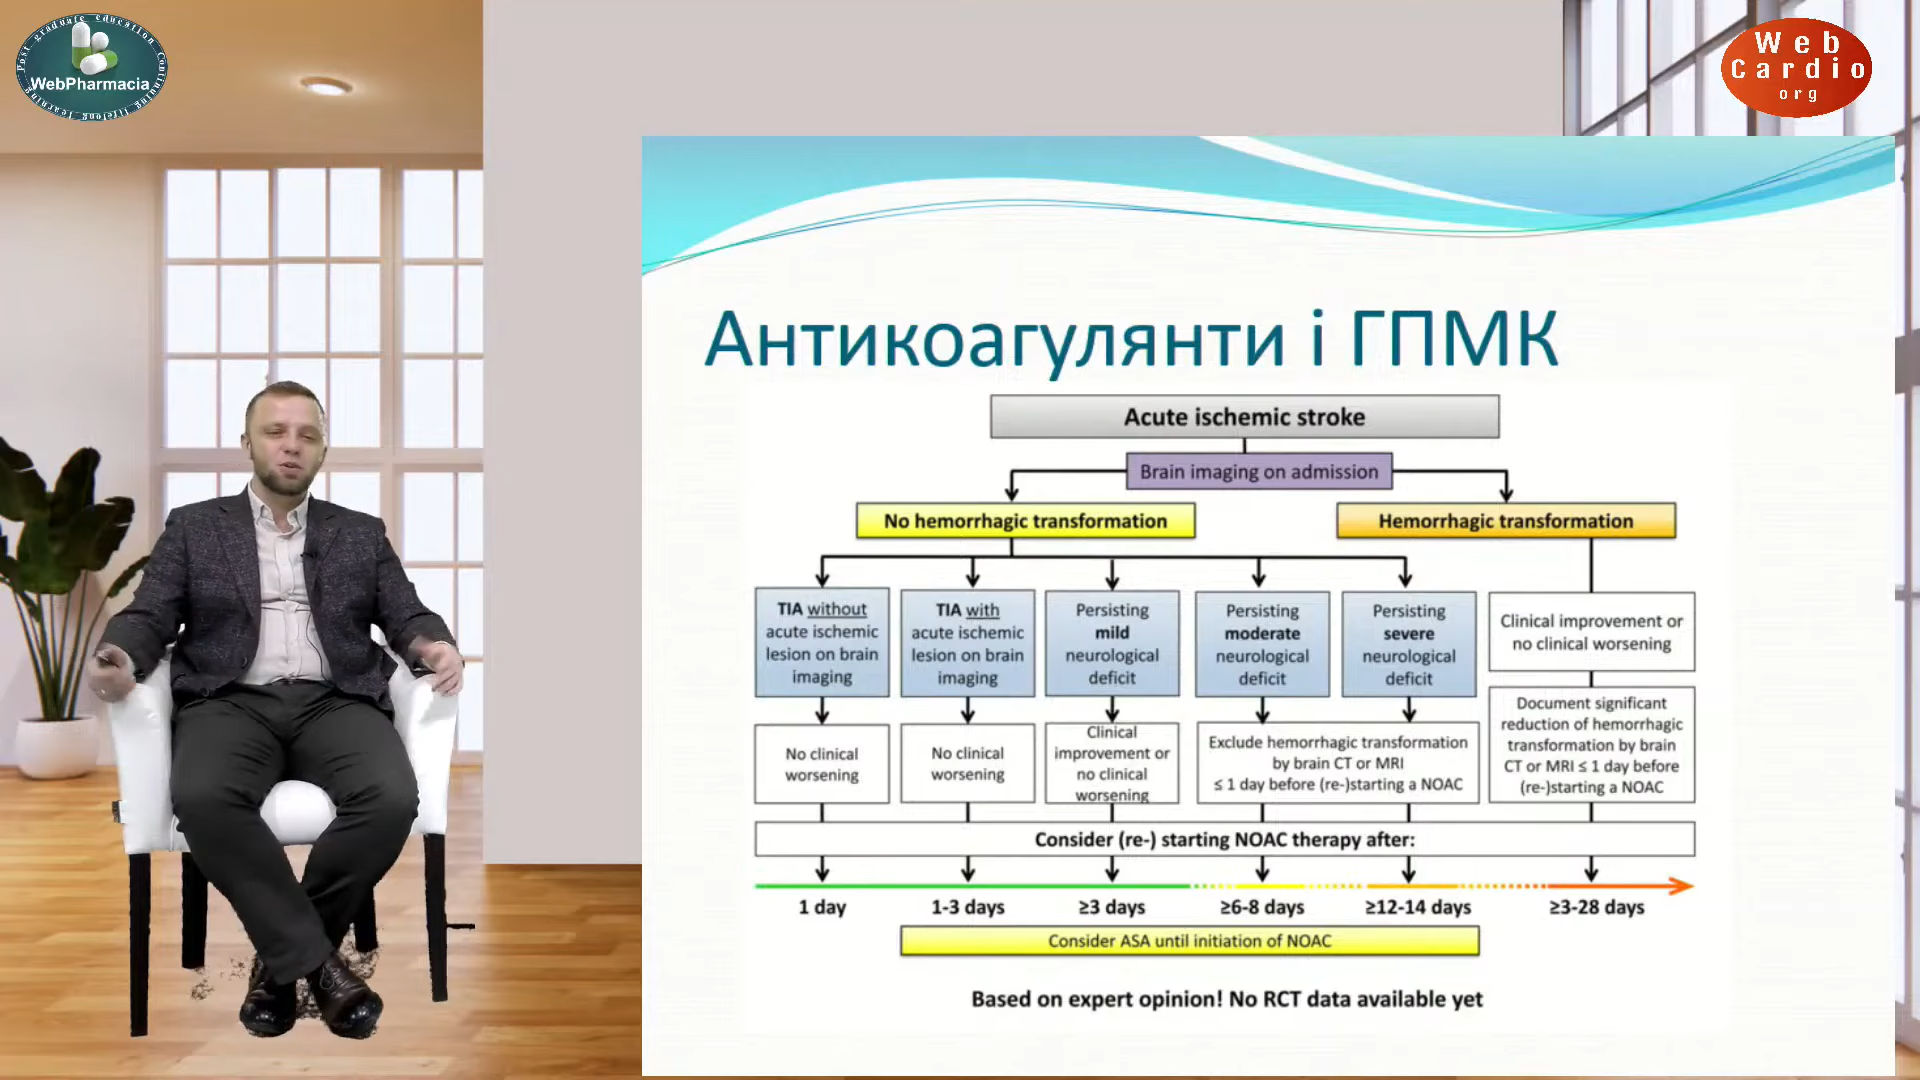 Post graduate education Continuing lifelong learning
WebPharmacia
Web
Cardio
org
Антикоагулянти і ГПМК
Acute ischemic stroke
Brain imaging on admission
No hemorrhagic transformation
Hemorrhagic transformation
TIA without
acute ischemic
lesion on brain
imaging
TIA with
acute ischemic
lesion on brain
imaging
Persisting
mild
neurological
deficit
Persisting
moderate
neurological
deficit
Persisting
severe
neurological
deficit
Clinical improvement or
no clinical worsening
No clinical
worsening
No clinical
worsening
Clinical
improvement or
no clinical
worsening
Exclude hemorrhagic transformation
by brain CT or MRI
≤ 1 day before (re-)starting a NOAC
Document significant
reduction of hemorrhagic
transformation by brain
CT or MRI ≤ 1 day before
(re-)starting a NOAC
Consider (re-) starting NOAC therapy after:
1 day
1-3 days
≥3 days
≥6-8 days
≥12-14 days
≥3-28 days
Consider ASA until initiation of NOAC
Based on expert opinion! No RCT data available yet